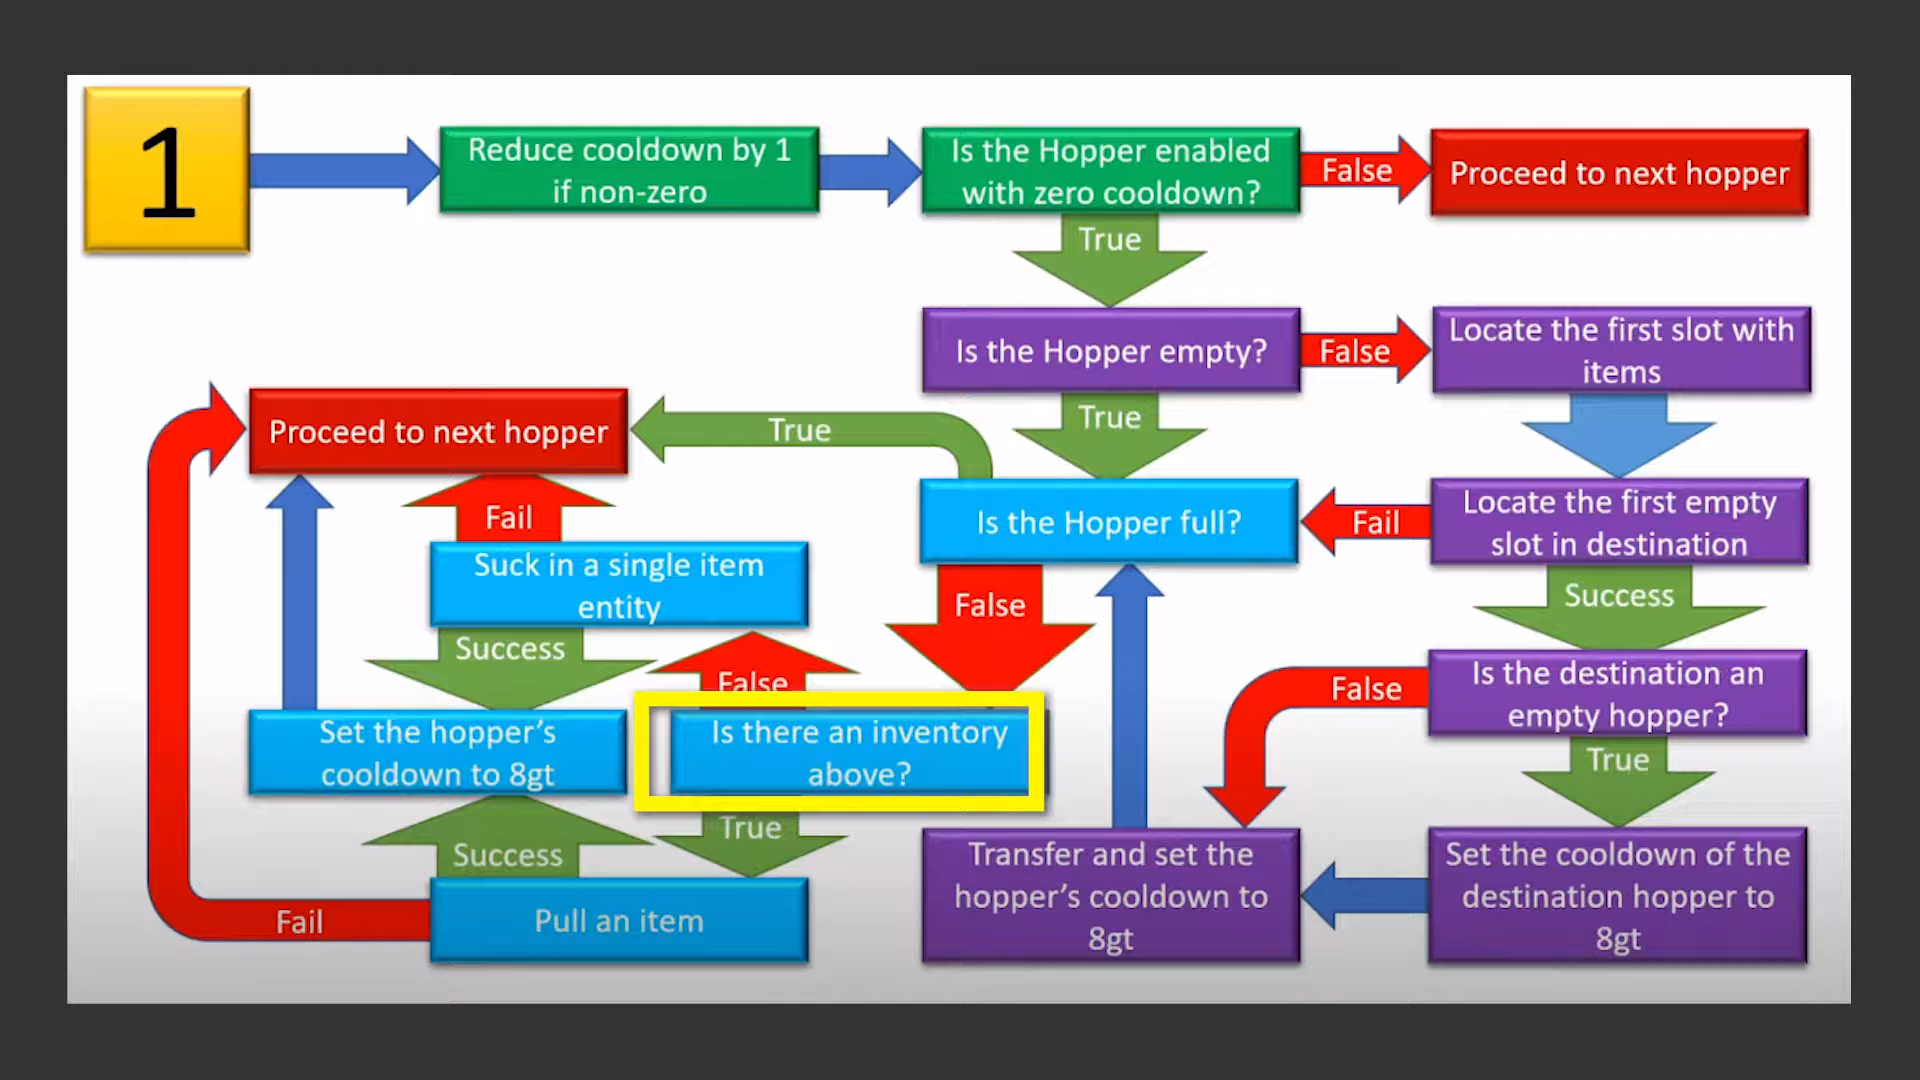 1
Reduce cooldown by 1
if non-zero
Is the Hopper enabled
with zero cooldown?
False
Proceed to next hopper
True
Is the Hopper empty?
False
Locate the first slot with
items
True
Proceed to next hopper
True
Is the Hopper full?
Fail
Locate the first empty
slot in destination
Fail
Suck in a single item
entity
False
Success
Success
False
Is the destination an
empty hopper?
False
Set the hopper's
cooldown to 8gt
Is there an inventory
above?
True
True
Success
Transfer and set the
hopper's cooldown to
8gt
Set the cooldown of the
destination hopper to
8gt
Fail
Pull an item